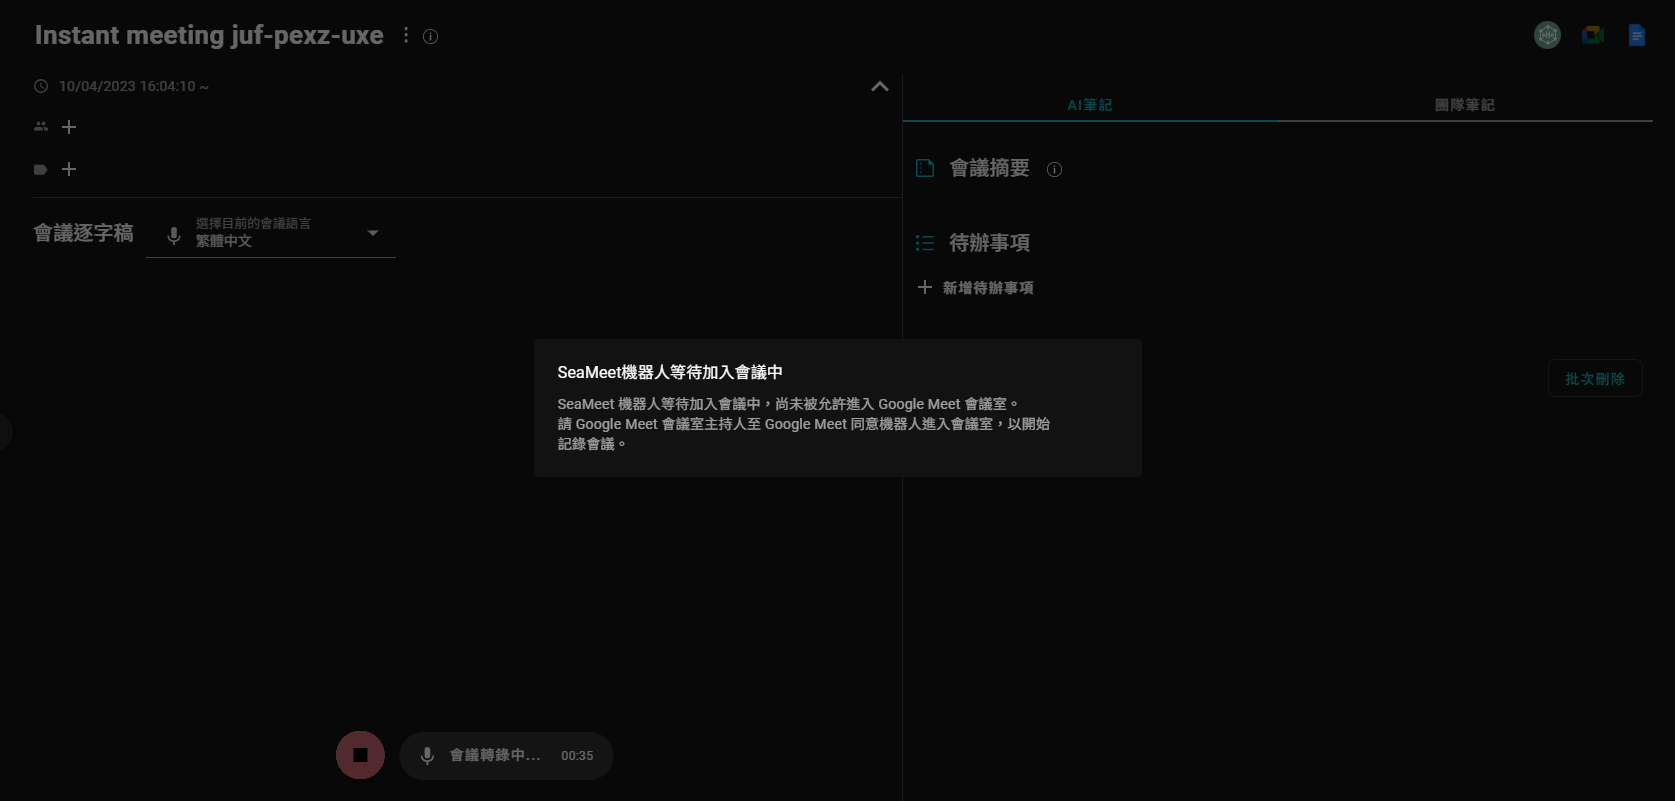 Instant meeting juf-pexz-uxe
10/04/2023 16:04:10 ~
會議逐字稿
選擇目前的會議語言
繁體中文
AI筆記
團隊筆記
會議摘要
待辦事項
新增待辦事項
批次刪除
SeaMeet機器人等待加入會議中
SeaMeet 機器人等待加入會議中，尚未被允許進入 Google Meet 會議室。
請 Google Meet 會議室主持人至 Google Meet 同意機器人進入會議室，以開始
記錄會議。
會議轉錄中...
00:35